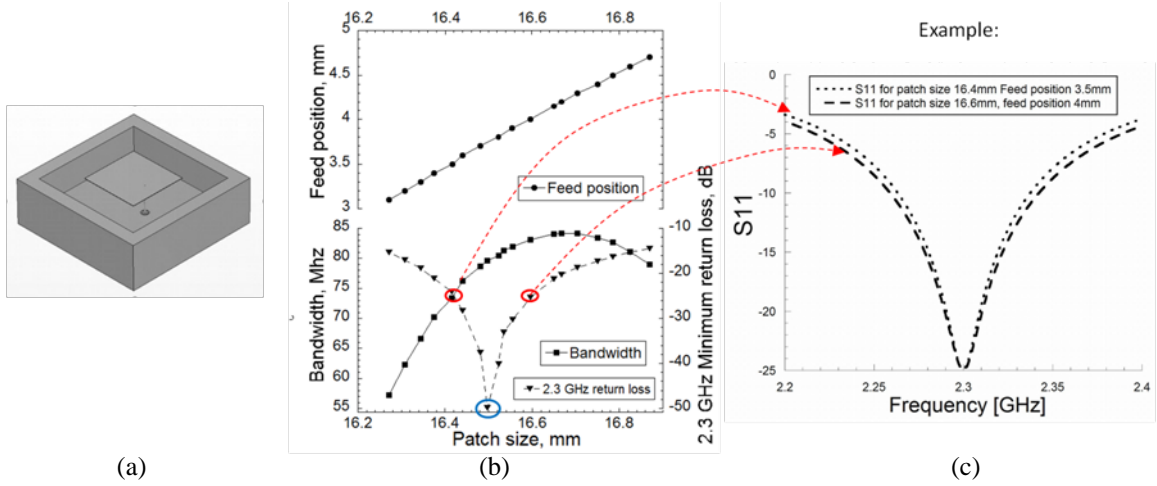 16.2 16.4 16.6 16.8
5
4.5
4
3.5
3
Feed position, mm
Feed position
85
80
75
70
65
60
55
Bandwidth, Mhz
-10
-20
-30
-40
-50
2.3 GHz Minimum return loss, dB
Bandwidth
2.3 GHz return loss
16.2 16.4 16.6 16.8
Patch size, mm
Example:
0
-5
-10
-15
-20
-25
S11
S11 for patch size 16.4mm Feed position 3.5mm
S11 for patch size 16.6mm, feed position 4mm
2.2 2.25 2.3 2.35 2.4
Frequency [GHz]
(a) (b) (c)